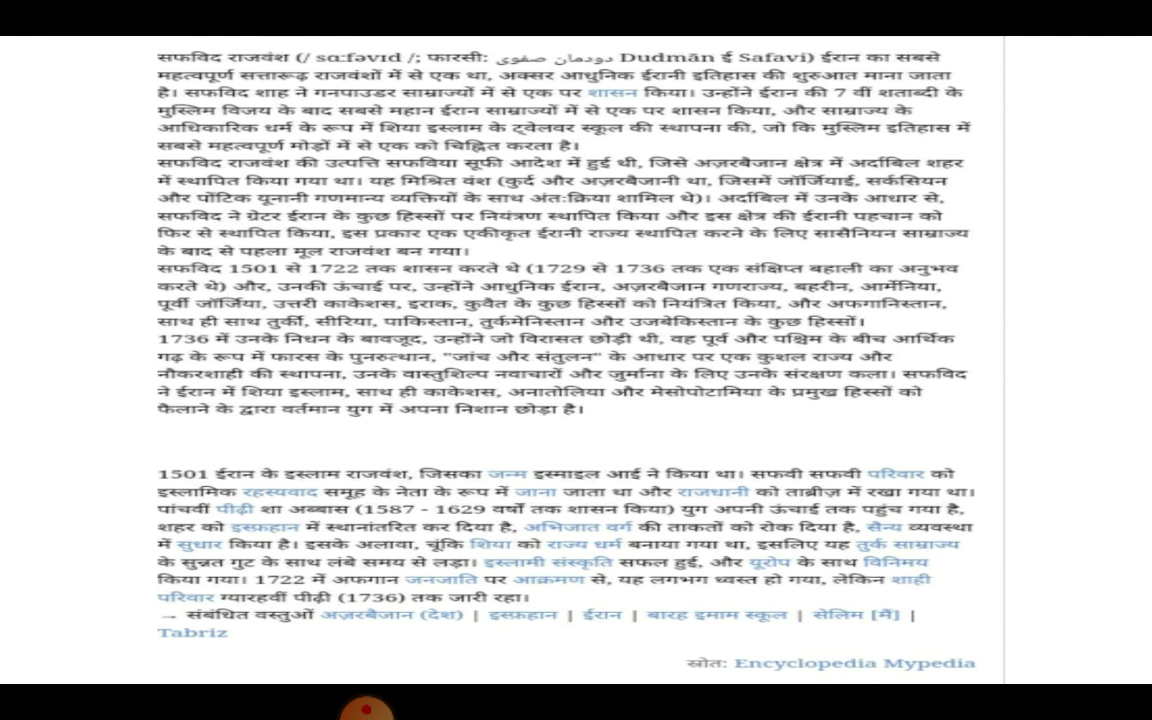 सफविद राजवंश (/ sɑːfəvɪd /; फारसी: دودمان صفوی Dudmān ई Safavi) ईरान का सबसे
महत्वपूर्ण सत्तारूढ़ राजवंशों में से एक था, अक्सर आधुनिक ईरानी इतिहास की शुरुआत माना जाता
है। सफविद शाह ने गनपाउडर साम्राज्यों में से एक पर शासन किया। उन्होंने ईरान की 7 वीं शताब्दी के
मुस्लिम विजय के बाद सबसे महान ईरान साम्राज्यों में से एक पर शासन किया, और साम्राज्य के
आधिकारिक धर्म के रूप में शिया इस्लाम के ट्वेलवर स्कूल की स्थापना की, जो कि मुस्लिम इतिहास में
सबसे महत्वपूर्ण मोड़ों में से एक को चिह्नित करता है।
सफविद राजवंश की उत्पत्ति सफविया सूफी आदेश में हुई थी, जिसे अज़रबैजान क्षेत्र में अर्दाबिल शहर
में स्थापित किया गया था। यह मिश्रित वंश (कुर्द और अज़रबैजानी था, जिसमें जॉर्जियाई, सर्कसियन
और पोंटिक यूनानी गणमान्य व्यक्तियों के साथ अंतःक्रिया शामिल थे)। अर्दाबिल में उनके आधार से,
सफविद ने ग्रेटर ईरान के कुछ हिस्सों पर नियंत्रण स्थापित किया और इस क्षेत्र की ईरानी पहचान को
फिर से स्थापित किया, इस प्रकार एक एकीकृत ईरानी राज्य स्थापित करने के लिए सासैनियन साम्राज्य
के बाद से पहला मूल राजवंश बन गया।
सफविद 1501 से 1722 तक शासन करते थे (1729 से 1736 तक एक संक्षिप्त बहाली का अनुभव
करते थे) और, उनकी ऊंचाई पर, उन्होंने आधुनिक ईरान, अज़रबैजान गणराज्य, बहरीन, आर्मेनिया,
पूर्वी जॉर्जिया, उत्तरी काकेशस, इराक, कुवैत के कुछ हिस्सों को नियंत्रित किया, और अफगानिस्तान,
साथ ही साथ तुर्की, सीरिया, पाकिस्तान, तुर्कमेनिस्तान और उजबेकिस्तान के कुछ हिस्सों।
1736 में उनके निधन के बावजूद, उन्होंने जो विरासत छोड़ी थी, वह पूर्व और पश्चिम के बीच आर्थिक
गढ़ के रूप में फारस के पुनरुत्थान, "जांच और संतुलन" के आधार पर एक कुशल राज्य और
नौकरशाही की स्थापना, उनके वास्तुशिल्प नवाचारों और जुर्माना के लिए उनके संरक्षण कला। सफविद
ने ईरान में शिया इस्लाम, साथ ही काकेशस, अनातोलिया और मेसोपोटामिया के प्रमुख हिस्सों को
फैलाने के द्वारा वर्तमान युग में अपना निशान छोड़ा है।
1501 ईरान के इस्लाम राजवंश, जिसका जन्म इस्माइल आई ने किया था। सफवी सफवी परिवार को
इस्लामिक रहस्यवाद समूह के नेता के रूप में जाना जाता था और राजधानी को ताब्रीज़ में रखा गया था।
पांचवीं पीढ़ी शा अब्बास (1587 - 1629 वर्षों तक शासन किया) युग अपनी ऊंचाई तक पहुंच गया है,
शहर को इस्फ़हान में स्थानांतरित कर दिया है, अभिजात वर्ग की ताकतों को रोक दिया है, सैन्य व्यवस्था
में सुधार किया है। इसके अलावा, चूंकि शिया को राज्य धर्म बनाया गया था, इसलिए यह तुर्क साम्राज्य
के सुन्नत गुट के साथ लंबे समय से लड़ा। इस्लामी संस्कृति सफल हुई, और यूरोप के साथ विनिमय
किया गया। 1722 में अफगान जनजाति पर आक्रमण से, यह लगभग ध्वस्त हो गया, लेकिन शाही
परिवार ग्यारहवीं पीढ़ी (1736) तक जारी रहा।
→ संबंधित वस्तुओं अज़रबैजान (देश) | इस्फ़हान | ईरान | बारह इमाम स्कूल | सेलिम [मैं] |
Tabriz
स्रोत: Encyclopedia Mypedia